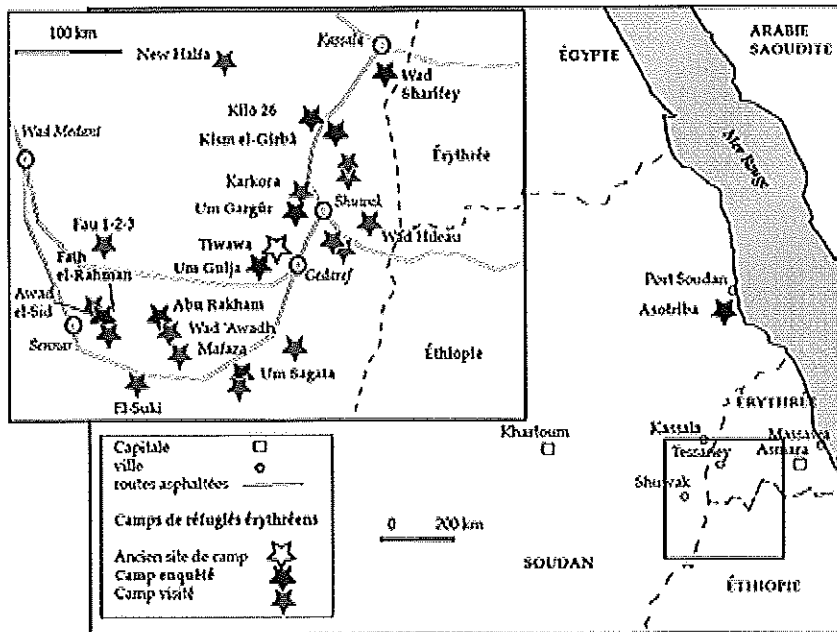 100 km
New Halfa
Kassala
Wad
Sharifey
Kilo 26
Kism el-Girba
Wad Medani
Érythrée
Karkora
Um Gargûr
Shuwak
Fau 1-2-3
Tiwawa
Wad Hileau
Um Gulja
Fath
el-Rahman
Gedaref
Awad
el-Sid
Abu Rakham
Wad 'Awadh
Sennar
Mafaza
Éthiopie
Um Sagata
El-Suki
ÉGYPTE
ARABIE
SAOUDITE
Mer Rouge
Port Soudan
Asotriba
ÉRYTHRÉE
Khartoum
Kassala
Massawa
Tessaney
Asmara
Shuwak
0 200 km
SOUDAN
ÉTHIOPIE
Capitale
ville
routes asphaltées
Camps de réfugiés érythréens
Ancien site de camp
Camp enquêté
Camp visité